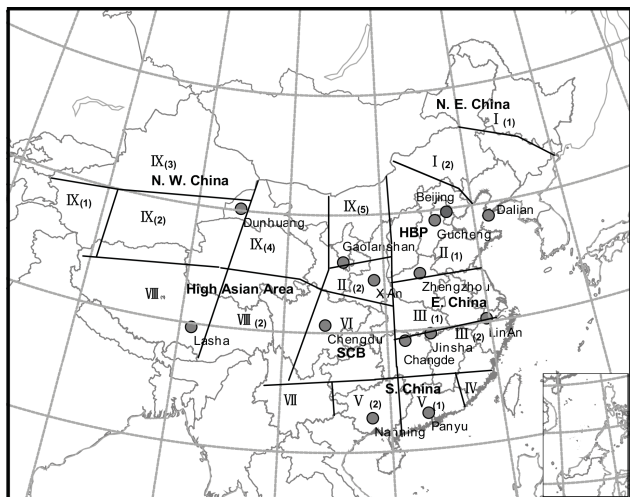 N. E. China
Ⅰ(1)
Ⅸ(3)
N. W. China
Ⅰ(2)
Ⅸ(1)
Ⅸ(2)
Ⅸ(5)
Beijing
Dalian
Dunhuang
HBP
Gucheng
Ⅸ(4)
Gaolanshan
Ⅱ(1)
Ⅱ(2)
Zhengzhou
High Asian Area
X An
E. China
Ⅷ(1)
Ⅷ(2)
Ⅵ
Ⅲ(1)
Lasha
Chengdu
Ⅲ(2)
LinAn
SCB
Jinsha
Changde
S. China
Ⅶ
Ⅴ(2)
Ⅴ(1)
Ⅳ
Nanning
Panyu